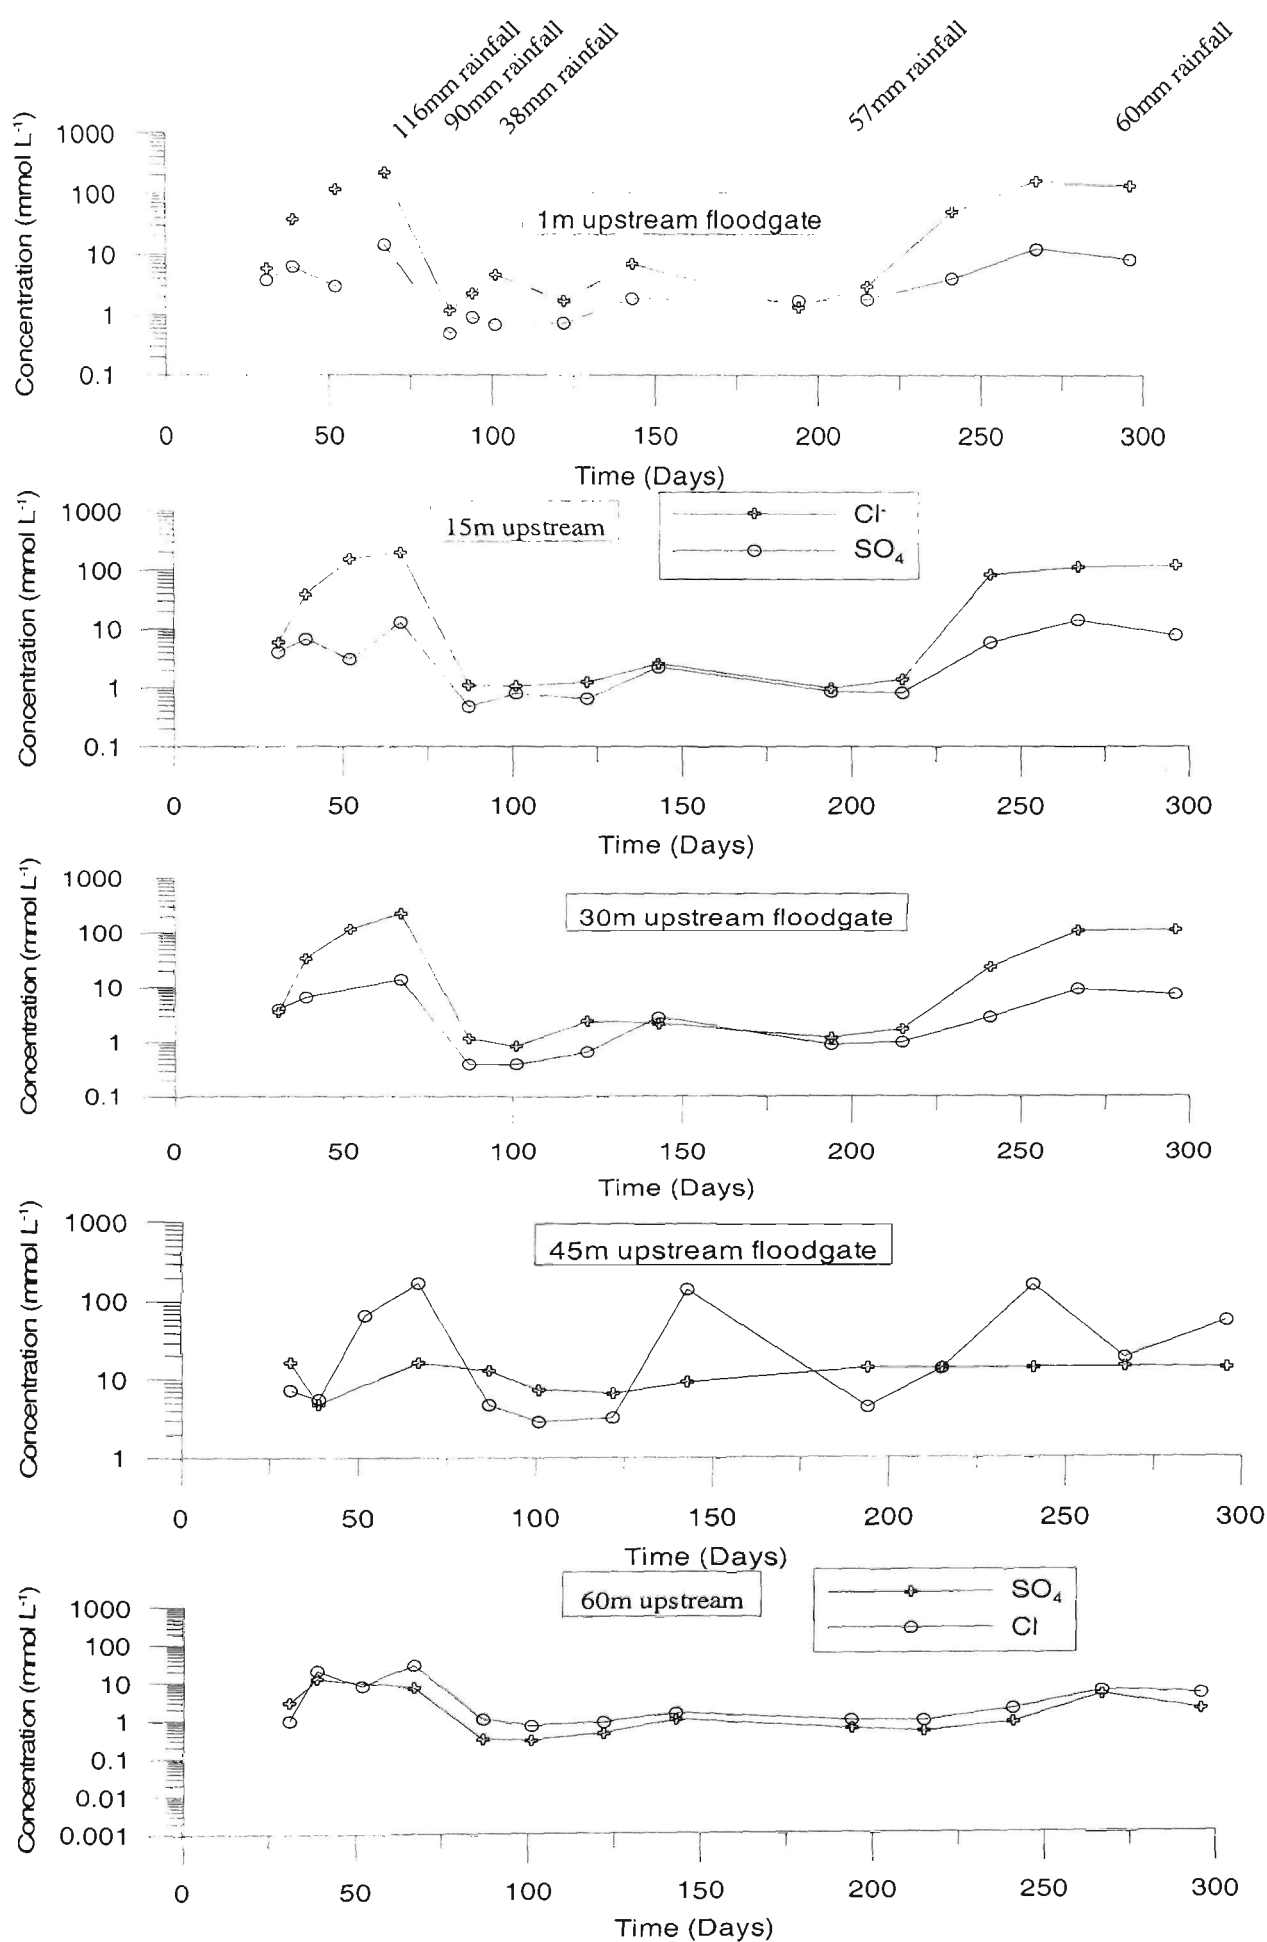 116mm rainfall
90mm rainfall
38mm rainfall
57mm rainfall
60mm rainfall
Concentration (mmol L⁻¹)
1000
100
10
1
0.1
1m upstream floodgate
0 50 100 150 200 250 300
Time (Days)
Concentration (mmol L⁻¹)
1000
100
10
1
0.1
15m upstream
Cl⁻
SO₄
0 50 100 150 200 250 300
Time (Days)
Concentration (mmol L⁻¹)
1000
100
10
1
0.1
30m upstream floodgate
0 50 100 150 200 250 300
Time (Days)
Concentration (mmol L⁻¹)
1000
100
10
1
45m upstream floodgate
0 50 100 150 200 250 300
Time (Days)
Concentration (mmol L⁻¹)
1000
100
10
1
0.1
0.01
0.001
60m upstream
SO₄
Cl
0 50 100 150 200 250 300
Time (Days)